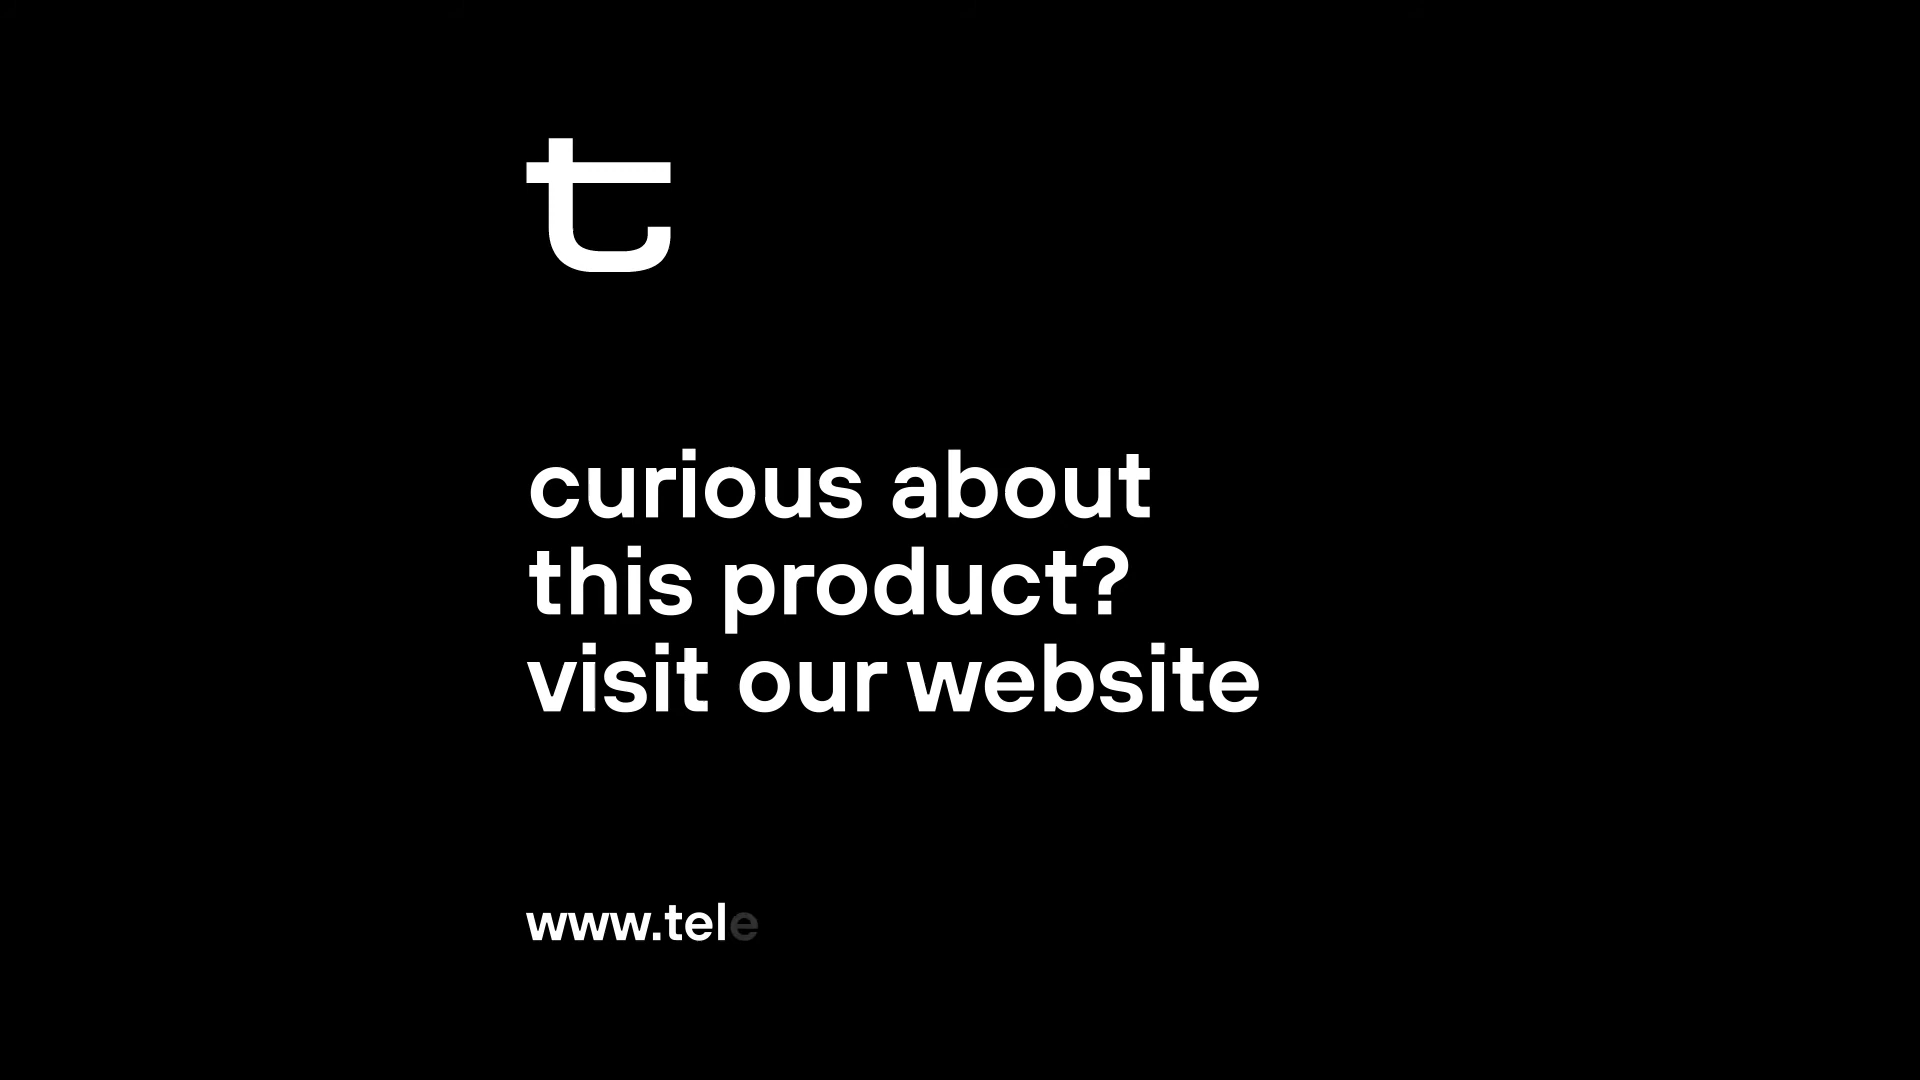 t
curious about
this product?
visit our website
www.tele